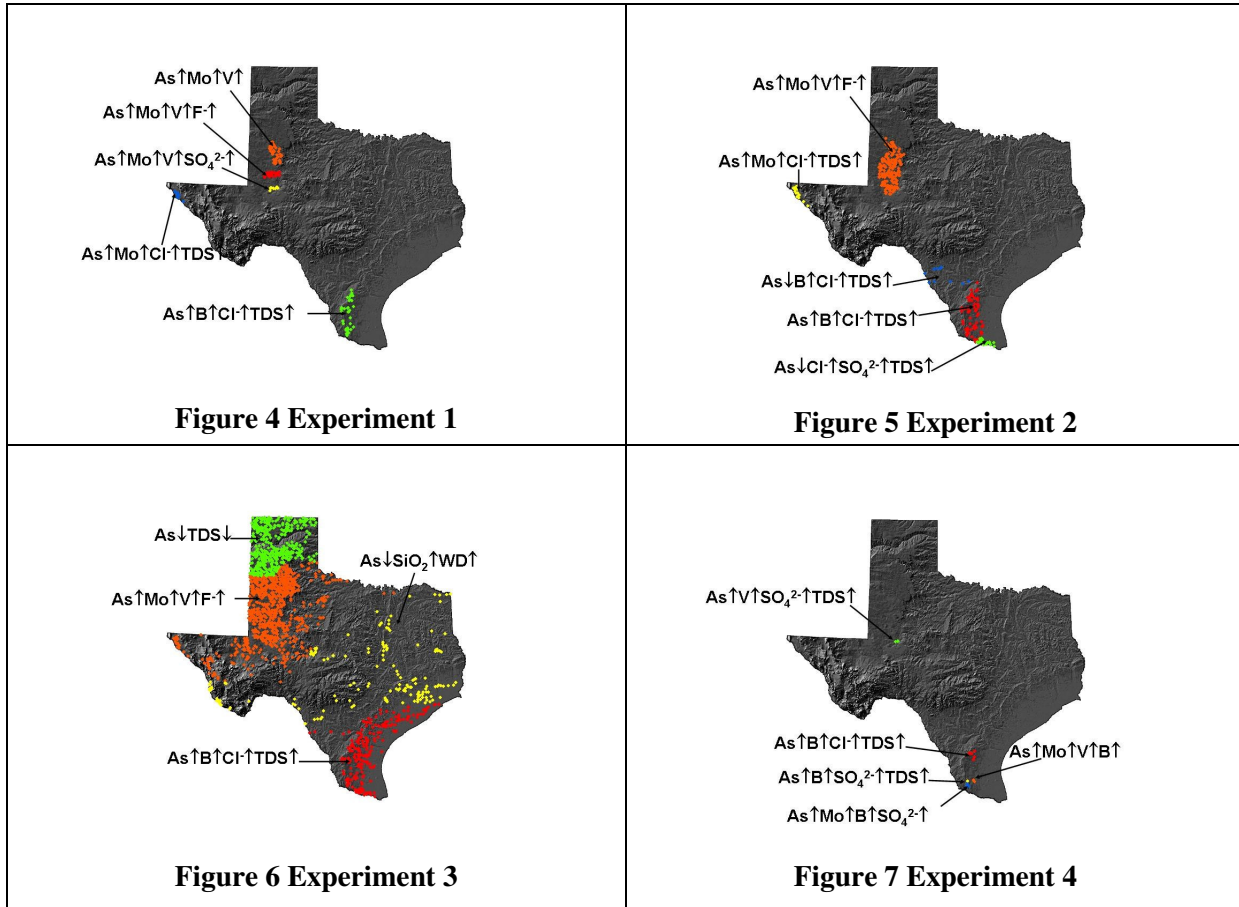 As↑Mo↑V↑
As↑Mo↑V↑F⁻↑
As↑Mo↑V↑SO₄²⁻↑
As↑Mo↑Cl⁻↑TDS↑
As↑B↑Cl⁻↑TDS↑
Figure 4 Experiment 1
As↑Mo↑V↑F⁻↑
As↑Mo↑Cl⁻↑TDS↑
As↓B↑Cl⁻↑TDS↑
As↑B↑Cl⁻↑TDS↑
As↓Cl⁻↑SO₄²⁻↑TDS↑
Figure 5 Experiment 2
As↓TDS↓
As↓SiO₂↑WD↑
As↑Mo↑V↑F⁻↑
As↑B↑Cl⁻↑TDS↑
Figure 6 Experiment 3
As↑V↑SO₄²⁻↑TDS↑
As↑B↑Cl⁻↑TDS↑
As↑Mo↑V↑B↑
As↑B↑SO₄²⁻↑TDS↑
As↑Mo↑B↑SO₄²⁻↑
Figure 7 Experiment 4